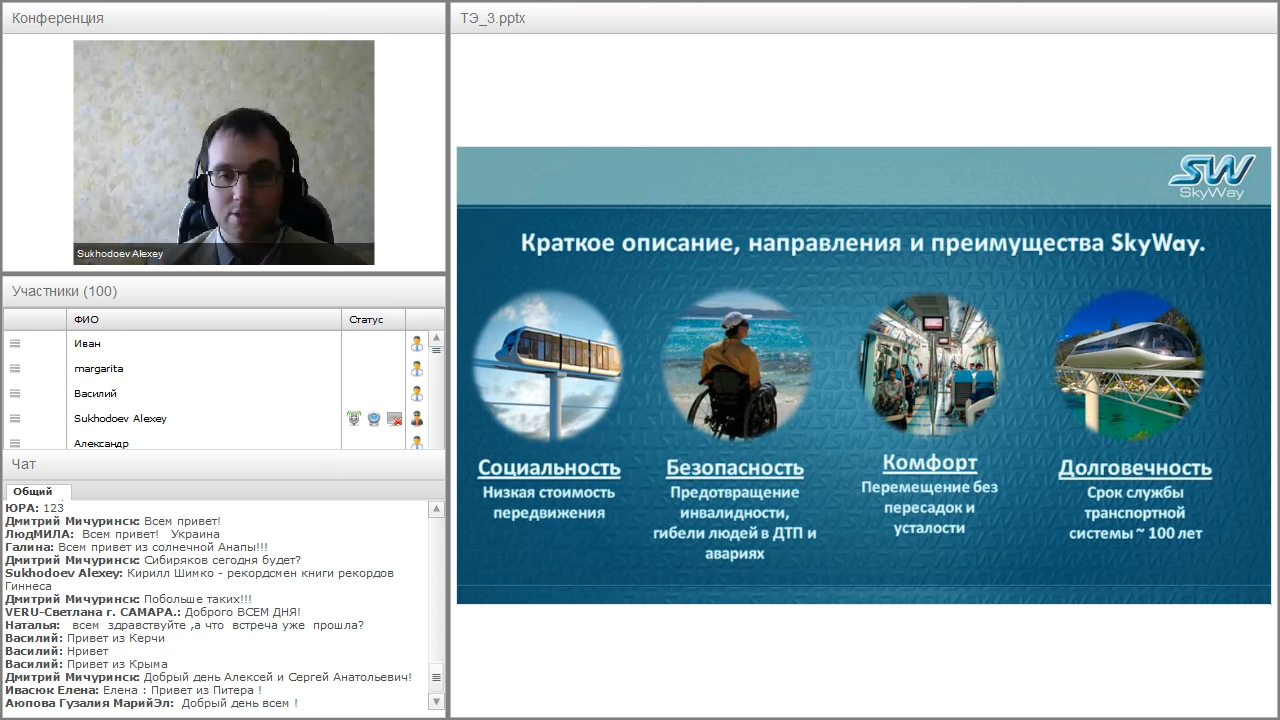 Конференция
Sukhodoev Alexey
Участники (100)
ФИО
Статус
Иван
margarita
Василий
Sukhodoev Alexey
Александр
Чат
Общий
ЮРА: 123
Дмитрий Мичуринск: Всем привет!
ЛюдМИЛА: Всем привет! Украина
Галина: Всем привет из солнечной Анапы!!!
Дмитрий Мичуринск: Сибиряков сегодня будет?
Sukhodoev Alexey: Кирилл Шимко - рекордсмен книги рекордов
Гиннеса
Дмитрий Мичуринск: Побольше таких!!!
VERU-Светлана г. САМАРА.: Доброго ВСЕМ ДНЯ!
Наталья: всем здравствуйте ,а что встреча уже прошла?
Василий: Привет из Керчи
Василий: Нривет
Василий: Привет из Крыма
Дмитрий Мичуринск: Добрый день Алексей и Сергей Анатольевич!
Ивасюк Елена: Елена : Привет из Питера !
Аюпова Гузалия МарийЭл: Добрый день всем !
ТЭ_3.pptx
SW
SkyWay
Краткое описание, направления и преимущества SkyWay.
Социальность
Низкая стоимость
передвижения
Безопасность
Предотвращение
инвалидности,
гибели людей в ДТП и
авариях
Комфорт
Перемещение без
пересадок и
усталости
Долговечность
Срок службы
транспортной
системы ~ 100 лет